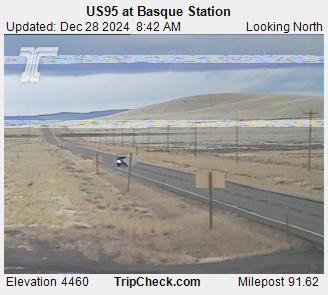 US95 at Basque Station
Updated: Dec 28 2024 8:42 AM Looking North
Elevation 4460 TripCheck.com Milepost 91.62